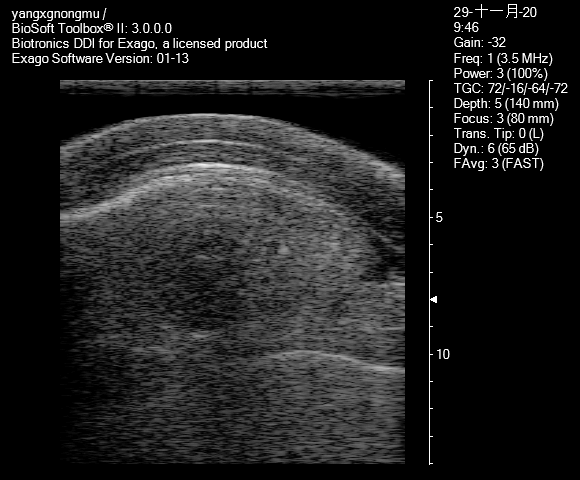 yangxgnongmu /
BioSoft Toolbox® II: 3.0.0.0
Biotronics DDI for Exago, a licensed product
Exago Software Version: 01-13
29-十一月-20
9:46
Gain: -32
Freq: 1 (3.5 MHz)
Power: 3 (100%)
TGC: 72/-16/-64/-72
Depth: 5 (140 mm)
Focus: 3 (80 mm)
Trans. Tip: 0 (L)
Dyn.: 6 (65 dB)
FAvg: 3 (FAST)
5
10